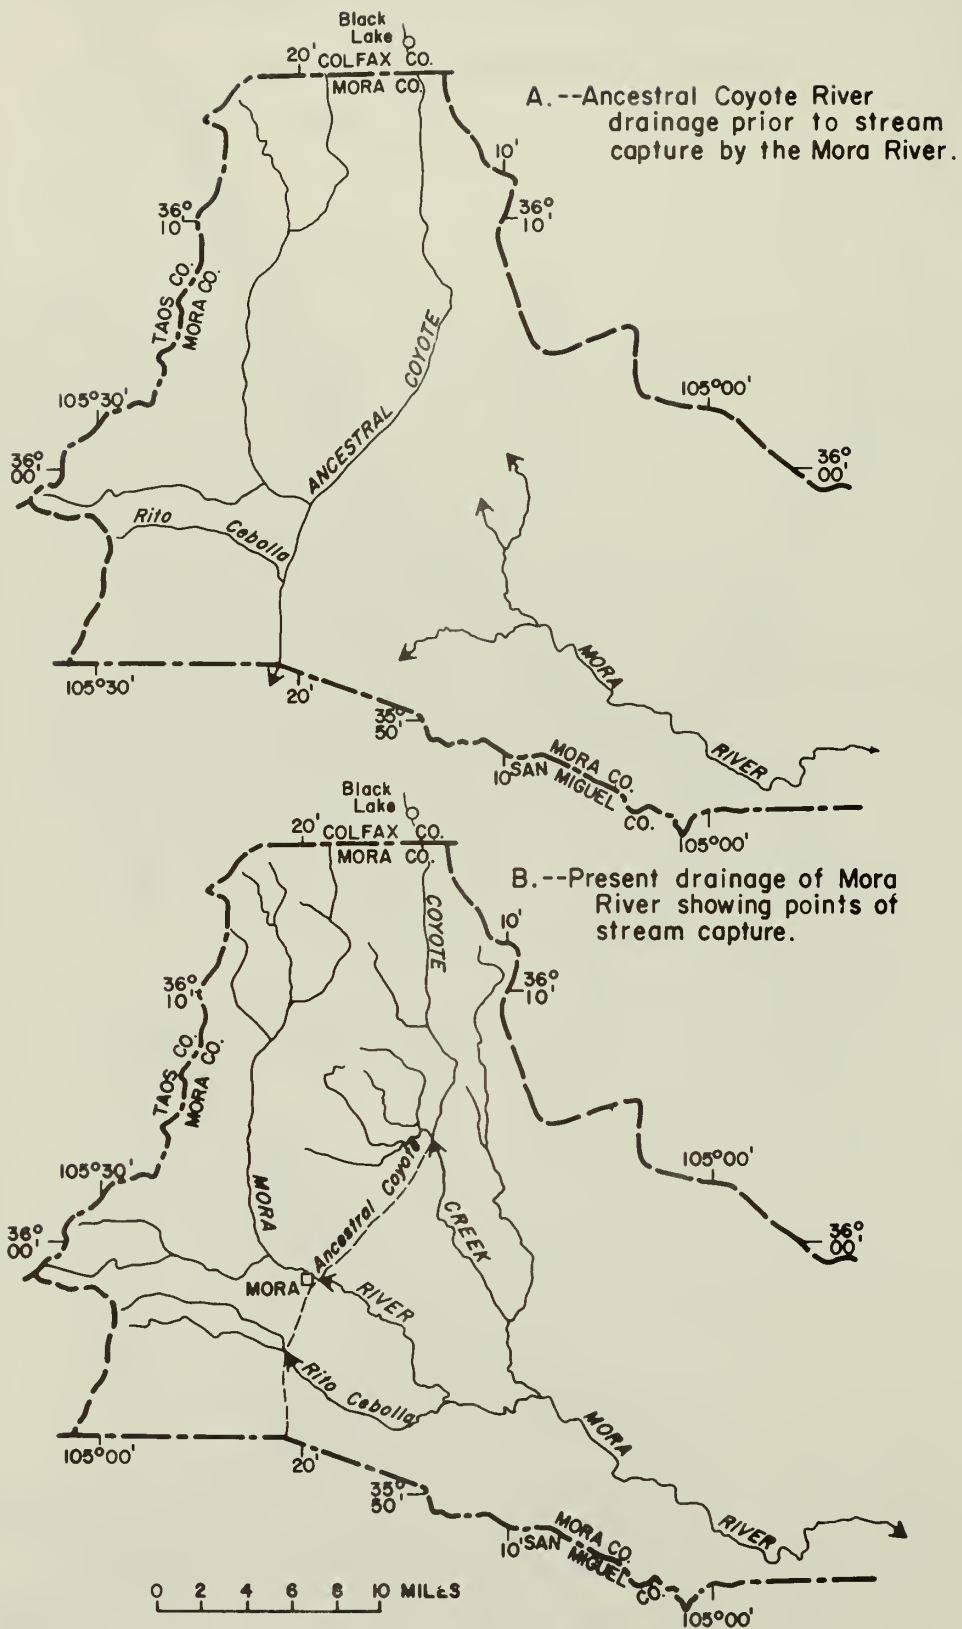 Black
Lake
20'
COLFAX CO.
MORA CO.
A.--Ancestral Coyote River
drainage prior to stream
capture by the Mora River.
10'
36°
10'
36°
10'
TAOS CO.
MORA CO.
ANCESTRAL COYOTE
105°30'
105°00'
36°
00'
36°
00'
Rito Cebolla
MORA RIVER
105°30'
20'
35°
50'
10'
MORA CO.
SAN MIGUEL CO.
105°00'
Black
Lake
20'
COLFAX CO.
MORA CO.
B.--Present drainage of Mora
River showing points of
stream capture.
COYOTE CREEK
10'
36°
10'
36°
10'
TAOS CO.
MORA CO.
105°30'
105°00'
Ancestral Coyote
MORA RIVER
36°
00'
36°
00'
MORA
Rito Cebolla
MORA RIVER
105°00'
20'
35°
50'
10'
MORA CO.
SAN MIGUEL CO.
105°00'
0 2 4 6 8 10 MILES